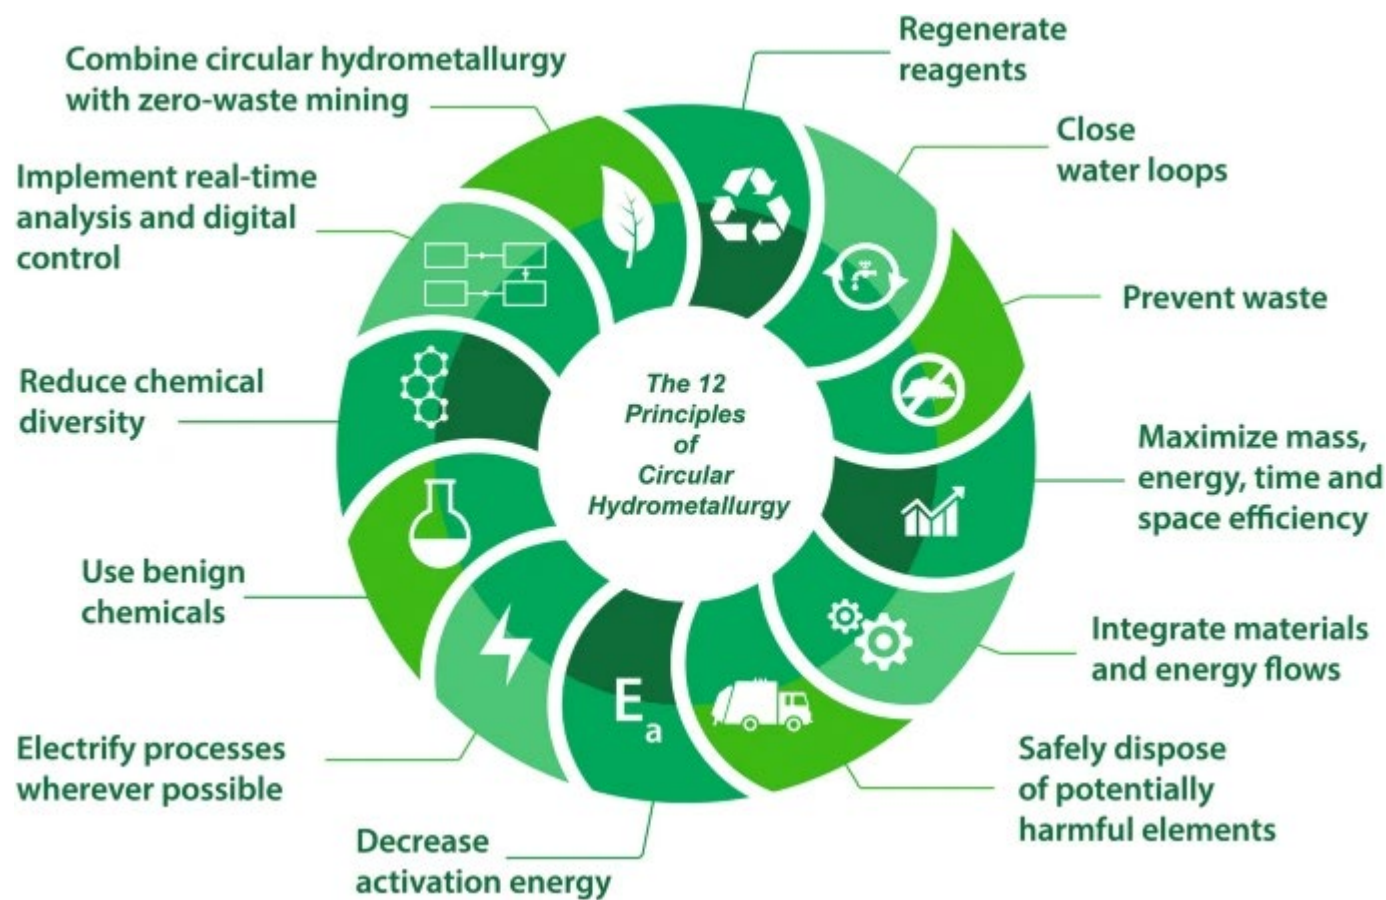 Combine circular hydrometallurgy
with zero-waste mining
Regenerate
reagents
Close
water loops
Prevent waste
Maximize mass,
energy, time and
space efficiency
Integrate materials
and energy flows
Safely dispose
of potentially
harmful elements
Decrease
activation energy
Electrify processes
wherever possible
Use benign
chemicals
Reduce chemical
diversity
Implement real-time
analysis and digital
control
The 12
Principles
of
Circular
Hydrometallurgy
Ea